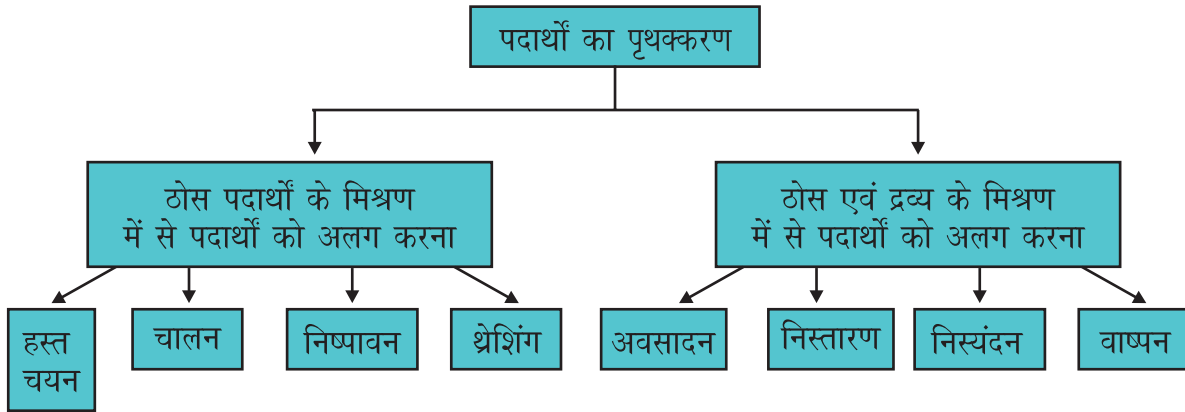 पदार्थों का पृथक्करण
ठोस पदार्थों के मिश्रण
में से पदार्थों को अलग करना
ठोस एवं द्रव्य के मिश्रण
में से पदार्थों को अलग करना
हस्त
चयन
चालन
निष्पावन
थ्रेशिंग
अवसादन
निस्तारण
निस्यंदन
वाष्पन